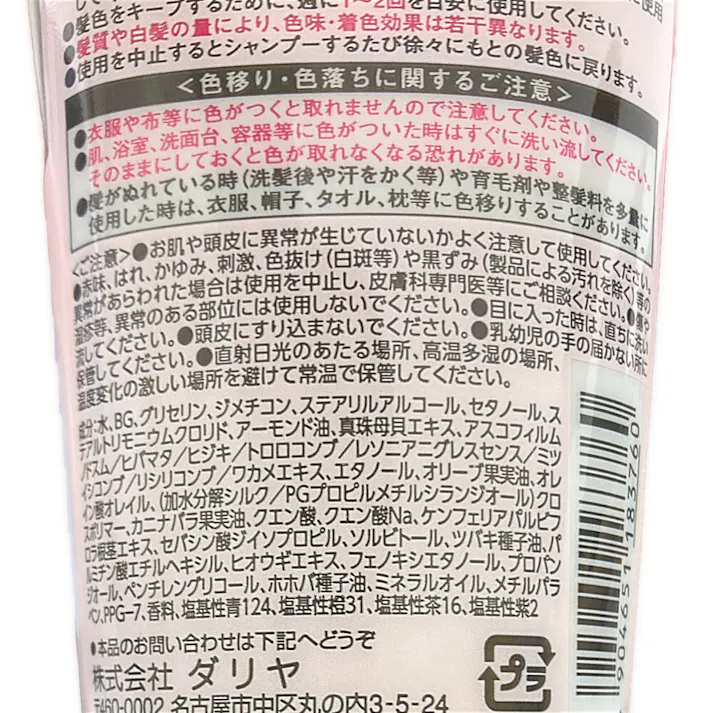 ●髪色をキープするために、週に1〜2回を目安に使用してください。
●髪質や白髪の量により、色味・着色効果は若干異なります。
●使用を中止するとシャンプーするたび徐々にもとの髪色に戻ります。
＜色移り・色落ちに関するご注意＞
●衣服や布等に色がつくと取れませんので注意してください。
●肌、浴室、洗面台、容器等に色がついた時はすぐに洗い流してください。
そのままにしておくと色が取れなくなる恐れがあります。
●髪がぬれている時(洗髪後や汗をかく等)や育毛剤や整髪料を多量に
使用した時は、衣服、帽子、タオル、枕等に色移りすることがあります。
＜ご注意＞●お肌や頭皮に異常が生じていないかよく注意して使用してください。
●赤味、はれ、かゆみ、刺激、色抜け(白斑等)や黒ずみ(製品による汚れを除く)等の
異常があらわれた場合は使用を中止し、皮膚科専門医等にご相談ください。●傷や
湿疹等、異常のある部位には使用しないでください。●目に入った時は、直ちに洗い
流してください。●頭皮にすり込まないでください。●乳幼児の手の届かない所に
保管してください。●直射日光のあたる場所、高温多湿の場所、
温度変化の激しい場所を避けて常温で保管してください。
成分：水、BG、グリセリン、ジメチコン、ステアリルアルコール、セタノール、ス
テアルトリモニウムクロリド、アーモンド油、真珠母貝エキス、アスコフィルム
ノドスム／ヒバマタ／ヒジキ／トロロコンブ／レソニアニグレスセンス／ミツ
イシコンブ／リシリコンブ／ワカメエキス、エタノール、オリーブ果実油、オレ
イン酸オレイル、(加水分解シルク／PGプロピルメチルシランジオール)クロ
スポリマー、カニナバラ果実油、クエン酸、クエン酸Na、ケンフェリアパルビフ
ロラ根茎エキス、セバシン酸ジイソプロピル、ソルビトール、ツバキ種子油、パ
ルミチン酸エチルヘキシル、ヒオウギエキス、フェノキシエタノール、プロパン
ジオール、ペンチレングリコール、ホホバ種子油、ミネラルオイル、メチルパラ
ベン、PPG-7、香料、塩基性青124、塩基性橙31、塩基性茶16、塩基性紫2
●本品のお問い合わせは下記へどうぞ
株式会社 ダリヤ
〒460-0002 名古屋市中区丸の内3-5-24
プラ
904651 183760